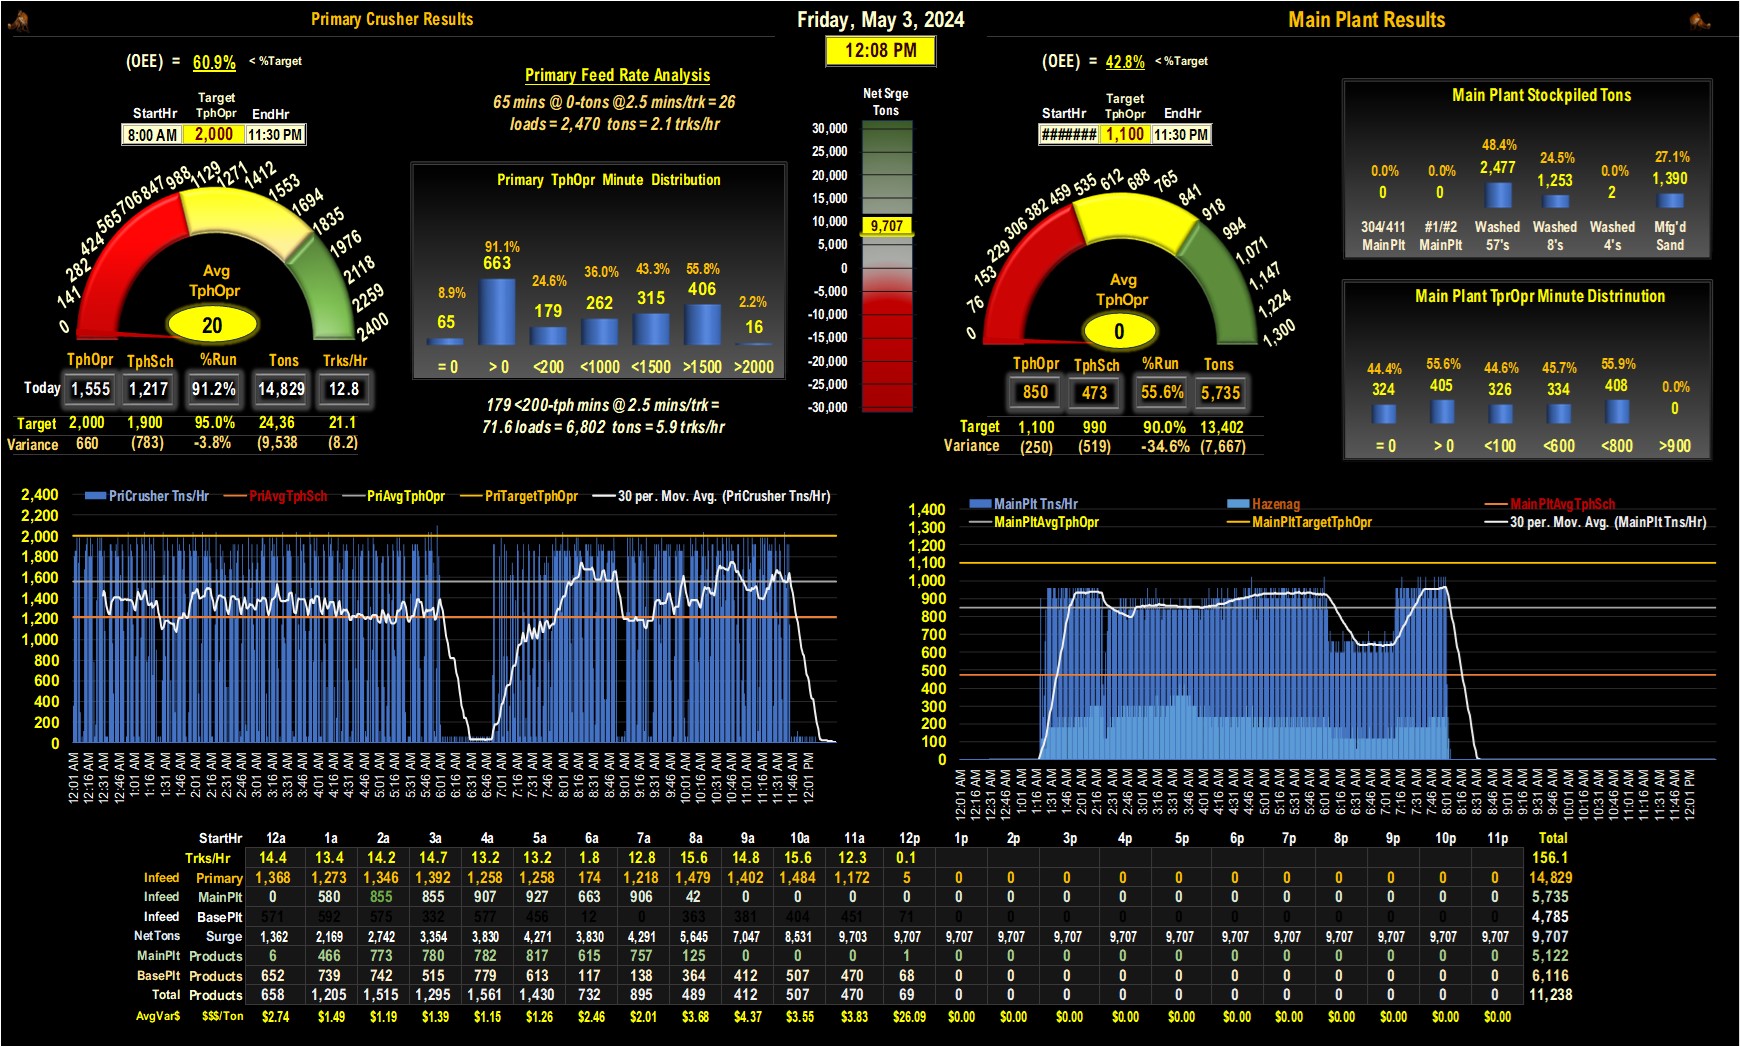 Primary Crusher Results
Friday, May 3, 2024
Main Plant Results
12:08 PM
(OEE) = 60.9% < %Target
Target
StartHr TphOpr EndHr
8:00 AM 2,000 11:30 PM
Primary Feed Rate Analysis
65 mins @ 0-tons @2.5 mins/trk = 26
loads = 2,470 tons = 2.1 trks/hr
0 141 282 424 565 706 847 988 1129 1271 1412 1553 1694 1835 1976 2118 2259 2400
Avg
TphOpr
20
Primary TphOpr Minute Distribution
8.9% 91.1% 24.6% 36.0% 43.3% 55.8% 2.2%
65 663 179 262 315 406 16
= 0 > 0 <200 <1000 <1500 >1500 >2000
179 <200-tph mins @ 2.5 mins/trk =
71.6 loads = 6,802 tons = 5.9 trks/hr
TphOpr TphSch %Run Tons Trks/Hr
Today 1,555 1,217 91.2% 14,829 12.8
Target 2,000 1,900 95.0% 24,36 21.1
Variance 660 (783) -3.8% (9,538 (8.2)
Net Srge
Tons
30,000
25,000
20,000
15,000
10,000
9,707
5,000
0
-5,000
-10,000
-15,000
-20,000
-25,000
-30,000
(OEE) = 42.8% < %Target
Target
StartHr TphOpr EndHr
####### 1,100 11:30 PM
0 76 153 229 306 382 459 535 612 688 765 841 918 994 1,071 1,147 1,224 1,300
Avg
TphOpr
0
TphOpr TphSch %Run Tons
850 473 55.6% 5,735
Target 1,100 990 90.0% 13,402
Variance (250) (519) -34.6% (7,667)
Main Plant Stockpiled Tons
0.0% 0.0% 48.4% 24.5% 0.0% 27.1%
0 0 2,477 1,253 2 1,390
304/411 #1/#2 Washed Washed Washed Mfg'd
MainPlt MainPlt 57's 8's 4's Sand
Main Plant TprOpr Minute Distrinution
44.4% 55.6% 44.6% 45.7% 55.9% 0.0%
324 405 326 334 408 0
= 0 > 0 <100 <600 <800 >900
PriCrusher Tns/Hr PriAvgTphSch PriAvgTphOpr PriTargetTphOpr 30 per. Mov. Avg. (PriCrusher Tns/Hr)
2,400
2,200
2,000
1,800
1,600
1,400
1,200
1,000
800
600
400
200
0
12:01 AM 12:16 AM 12:31 AM 12:46 AM 1:01 AM 1:16 AM 1:31 AM 1:46 AM 2:01 AM 2:16 AM 2:31 AM 2:46 AM 3:01 AM 3:16 AM 3:31 AM 3:46 AM 4:01 AM 4:16 AM 4:31 AM 4:46 AM 5:01 AM 5:16 AM 5:31 AM 5:46 AM 6:01 AM 6:16 AM 6:31 AM 6:46 AM 7:01 AM 7:16 AM 7:31 AM 7:46 AM 8:01 AM 8:16 AM 8:31 AM 8:46 AM 9:01 AM 9:16 AM 9:31 AM 9:46 AM 10:01 AM 10:16 AM 10:31 AM 10:46 AM 11:01 AM 11:16 AM 11:31 AM 11:46 AM 12:01 PM
MainPlt Tns/Hr Hazenag MainPltAvgTphSch
MainPltAvgTphOpr MainPltTargetTphOpr 30 per. Mov. Avg. (MainPlt Tns/Hr)
1,400
1,300
1,200
1,100
1,000
900
800
700
600
500
400
300
200
100
0
12:01 AM 12:16 AM 12:31 AM 12:46 AM 1:01 AM 1:16 AM 1:31 AM 1:46 AM 2:01 AM 2:16 AM 2:31 AM 2:46 AM 3:01 AM 3:16 AM 3:31 AM 3:46 AM 4:01 AM 4:16 AM 4:31 AM 4:46 AM 5:01 AM 5:16 AM 5:31 AM 5:46 AM 6:01 AM 6:16 AM 6:31 AM 6:46 AM 7:01 AM 7:16 AM 7:31 AM 7:46 AM 8:01 AM 8:16 AM 8:31 AM 8:46 AM 9:01 AM 9:16 AM 9:31 AM 9:46 AM 10:01 AM 10:16 AM 10:31 AM 10:46 AM 11:01 AM 11:16 AM 11:31 AM 11:46 AM 12:01 PM
StartHr 12a 1a 2a 3a 4a 5a 6a 7a 8a 9a 10a 11a 12p 1p 2p 3p 4p 5p 6p 7p 8p 9p 10p 11p Total
Trks/Hr 14.4 13.4 14.2 14.7 13.2 13.2 1.8 12.8 15.6 14.8 15.6 12.3 0.1 156.1
Infeed Primary 1,368 1,273 1,346 1,392 1,258 1,258 174 1,218 1,479 1,402 1,484 1,172 5 0 0 0 0 0 0 0 0 0 0 0 14,829
Infeed MainPlt 0 580 855 855 907 927 663 906 42 0 0 0 0 0 0 0 0 0 0 0 0 0 0 0 5,735
Infeed BasePlt 571 592 575 332 577 456 12 0 363 381 404 451 71 0 0 0 0 0 0 0 0 0 0 0 4,785
NetTons Surge 1,362 2,169 2,742 3,354 3,830 4,271 3,830 4,291 5,645 7,047 8,531 9,703 9,707 9,707 9,707 9,707 9,707 9,707 9,707 9,707 9,707 9,707 9,707 9,707 9,707
MainPlt Products 6 466 773 780 782 817 615 757 125 0 0 0 1 0 0 0 0 0 0 0 0 0 0 0 5,122
BasePlt Products 652 739 742 515 779 613 117 138 364 412 507 470 68 0 0 0 0 0 0 0 0 0 0 0 6,116
Total Products 658 1,205 1,515 1,295 1,561 1,430 732 895 489 412 507 470 69 0 0 0 0 0 0 0 0 0 0 0 11,238
AvgVar$ $$$/Ton $2.74 $1.49 $1.19 $1.39 $1.15 $1.26 $2.46 $2.01 $3.68 $4.37 $3.55 $3.83 $26.09 $0.00 $0.00 $0.00 $0.00 $0.00 $0.00 $0.00 $0.00 $0.00 $0.00 $0.00